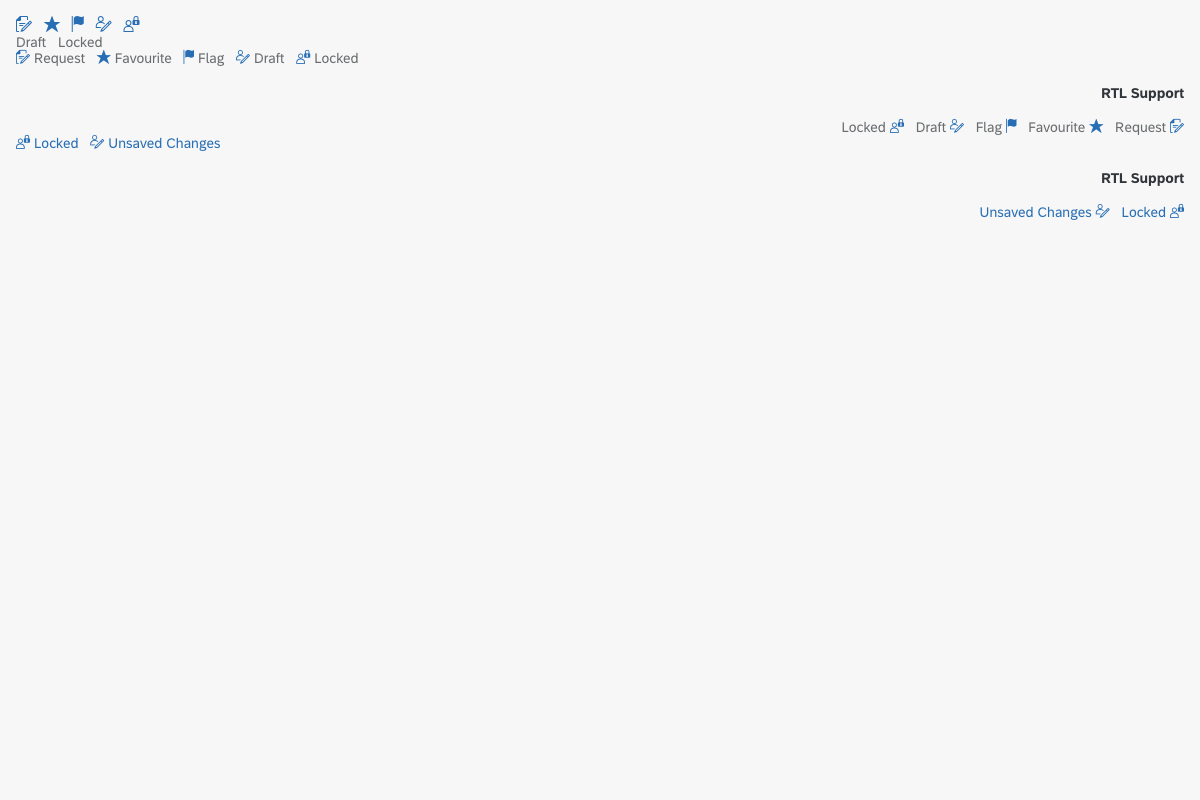 Draft Locked
Request Favourite Flag Draft Locked
RTL Support
Locked Draft Flag Favourite Request
Locked Unsaved Changes
RTL Support
Unsaved Changes Locked